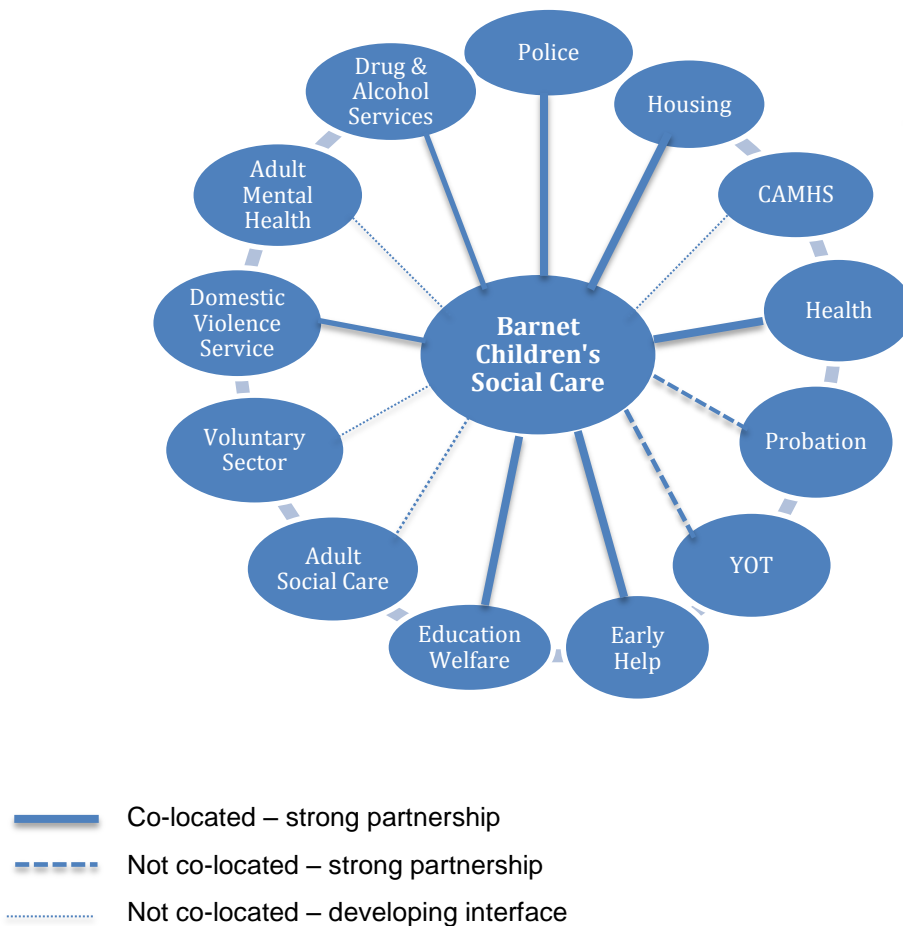 Police
Drug &
Alcohol
Services
Housing
Adult
Mental
Health
CAMHS
Domestic
Violence
Service
Barnet
Children's
Social Care
Health
Voluntary
Sector
Probation
Adult
Social Care
YOT
Education
Welfare
Early
Help
Co-located – strong partnership
Not co-located – strong partnership
Not co-located – developing interface